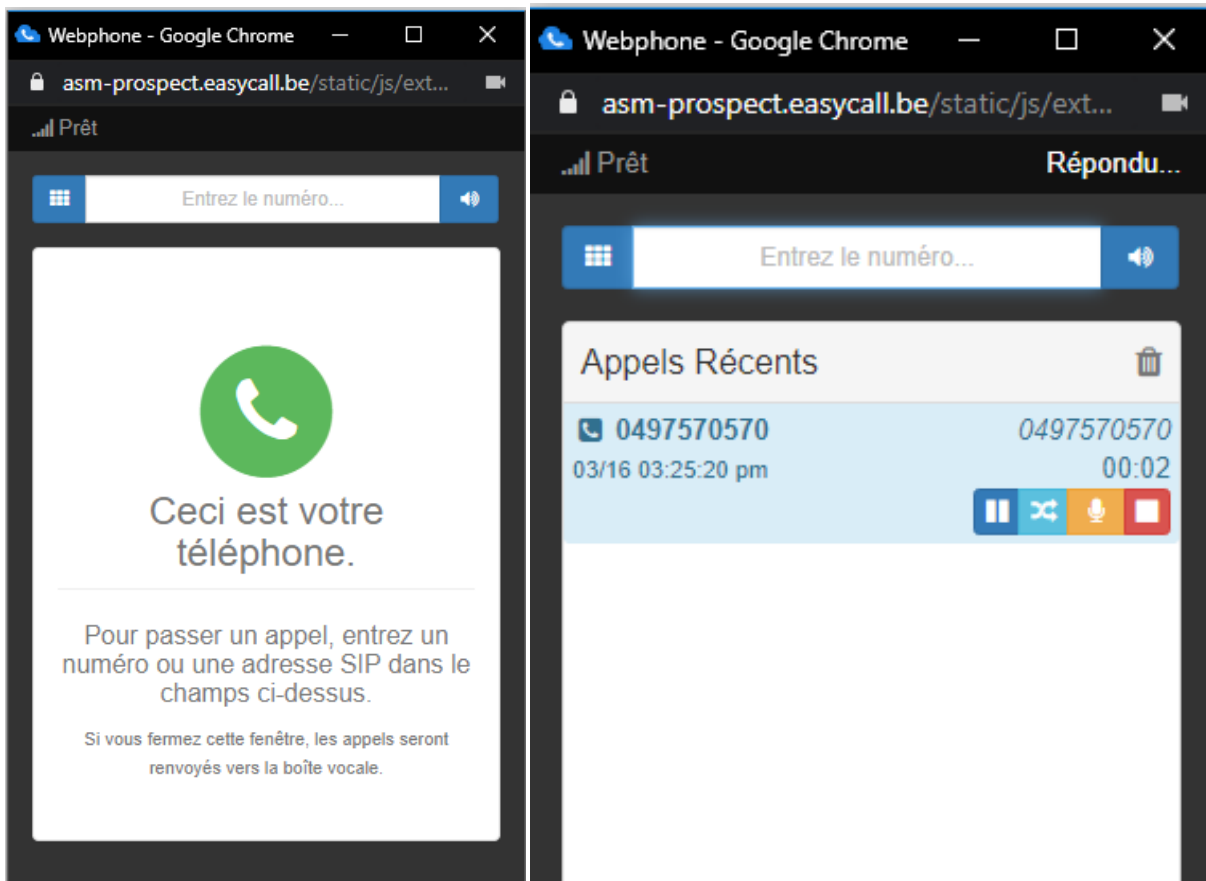 Webphone - Google Chrome
asm-prospect.easycall.be/static/js/ext...
Prêt
Entrez le numéro...
Ceci est votre
téléphone.
Pour passer un appel, entrez un
numéro ou une adresse SIP dans le
champs ci-dessus.
Si vous fermez cette fenêtre, les appels seront
renvoyés vers la boîte vocale.
Webphone - Google Chrome
asm-prospect.easycall.be/static/js/ext...
Prêt Répondu...
Entrez le numéro...
Appels Récents
0497570570 0497570570
03/16 03:25:20 pm 00:02